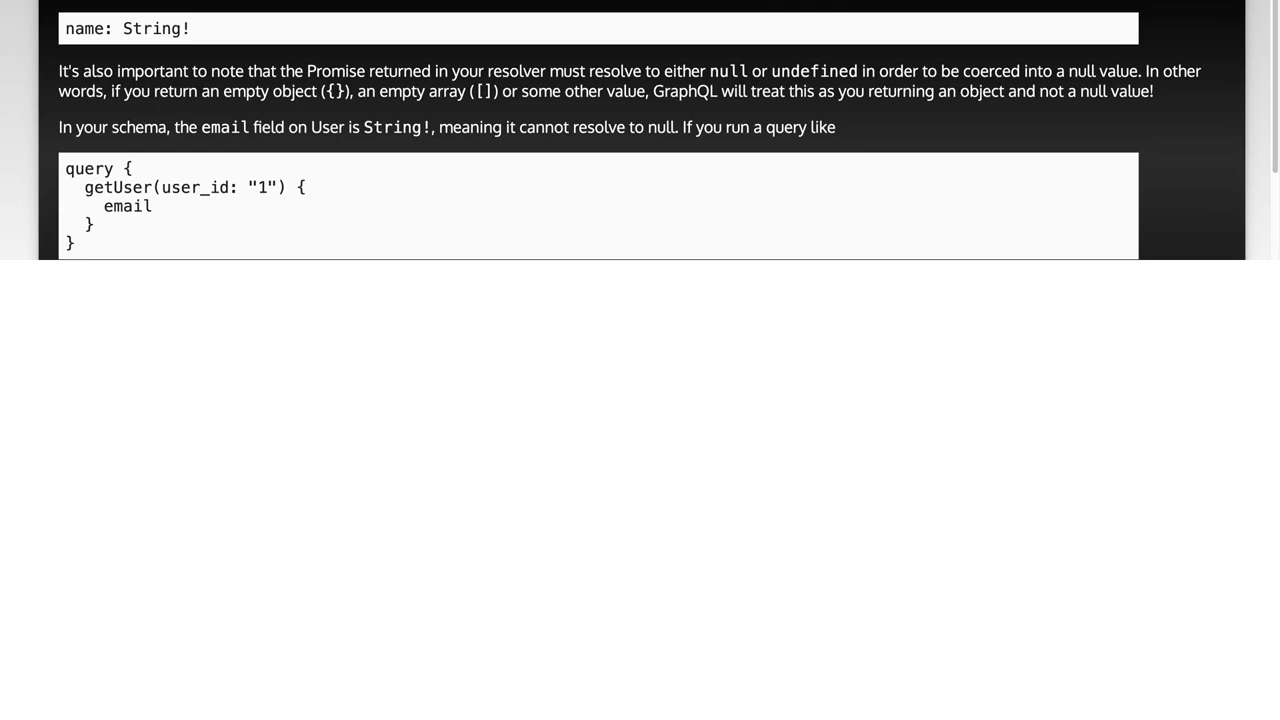 name: String!
It's also important to note that the Promise returned in your resolver must resolve to either null or undefined in order to be coerced into a null value. In other
words, if you return an empty object ({}), an empty array ([]) or some other value, GraphQL will treat this as you returning an object and not a null value!
In your schema, the email field on User is String!, meaning it cannot resolve to null. If you run a query like
query {
  getUser(user_id: "1") {
    email
  }
}